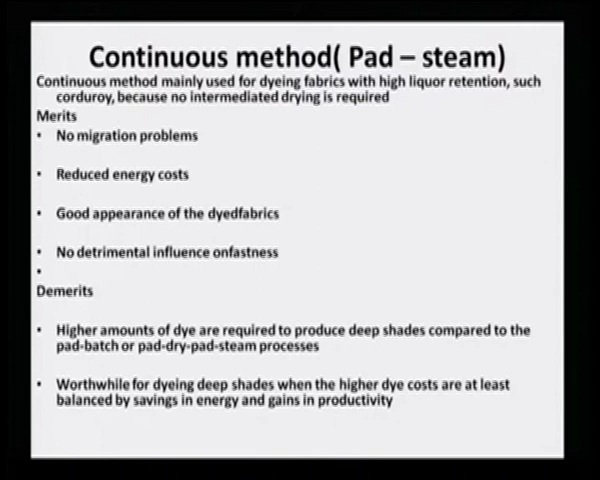 Continuous method( Pad – steam)
Continuous method mainly used for dyeing fabrics with high liquor retention, such
corduroy, because no intermediated drying is required
Merits
• No migration problems
• Reduced energy costs
• Good appearance of the dyedfabrics
• No detrimental influence onfastness
•
Demerits
• Higher amounts of dye are required to produce deep shades compared to the
pad-batch or pad-dry-pad-steam processes
• Worthwhile for dyeing deep shades when the higher dye costs are at least
balanced by savings in energy and gains in productivity